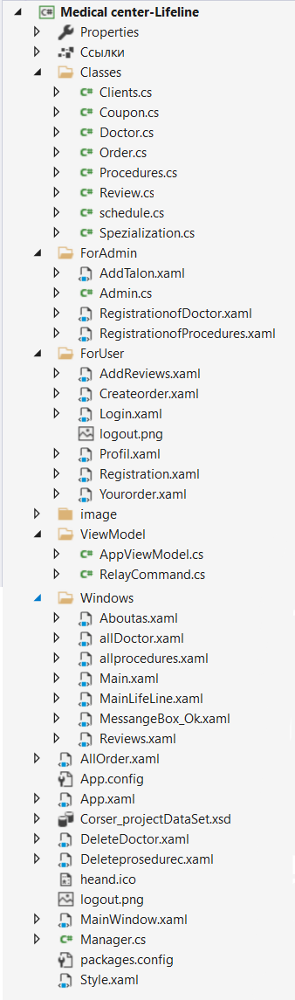 Medical center-Lifeline
Properties
Ссылки
Classes
Clients.cs
Coupon.cs
Doctor.cs
Order.cs
Procedures.cs
Review.cs
schedule.cs
Spezialization.cs
ForAdmin
AddTalon.xaml
Admin.cs
RegistrationofDoctor.xaml
RegistrationofProcedures.xaml
ForUser
AddReviews.xaml
Createorder.xaml
Login.xaml
logout.png
Profil.xaml
Registration.xaml
Yourorder.xaml
image
ViewModel
AppViewModel.cs
RelayCommand.cs
Windows
Aboutas.xaml
allDoctor.xaml
allprocedures.xaml
Main.xaml
MainLifeLine.xaml
MessangeBox_Ok.xaml
Reviews.xaml
AllOrder.xaml
App.config
App.xaml
Corser_projectDataSet.xsd
DeleteDoctor.xaml
Deleteprosedurec.xaml
heand.ico
logout.png
MainWindow.xaml
Manager.cs
packages.config
Style.xaml